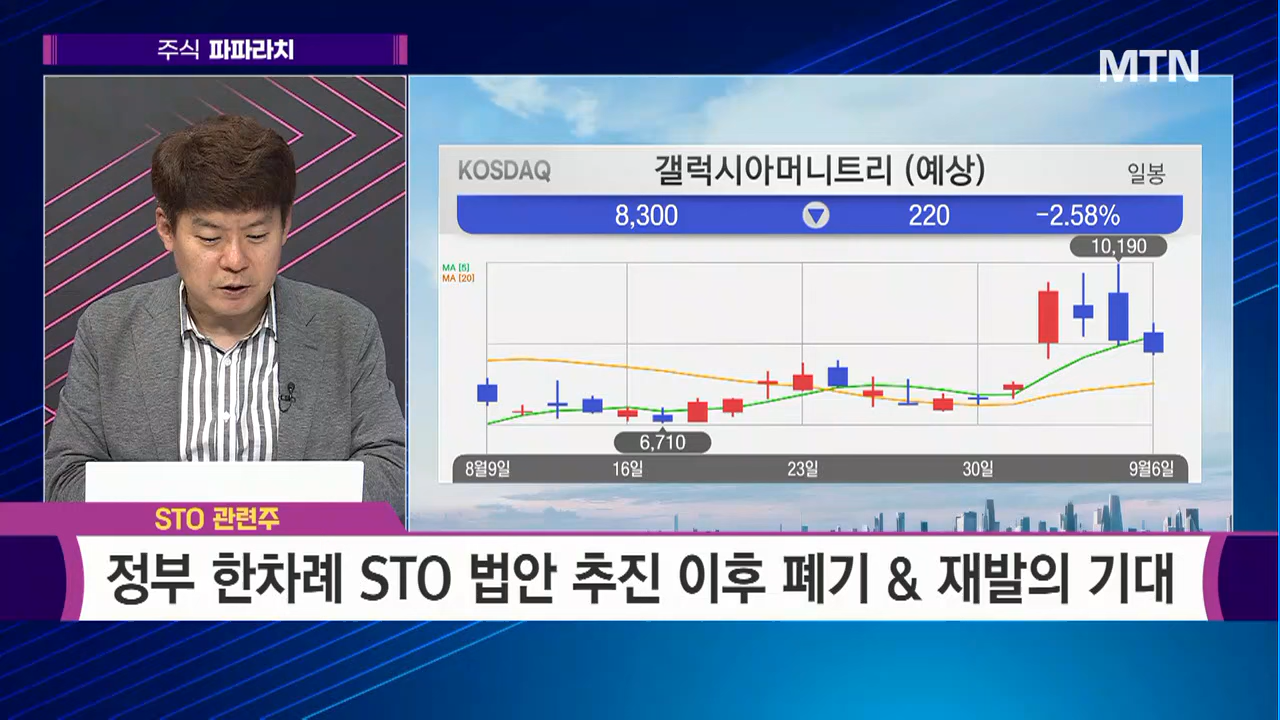 주식 파파라치
MTN
KOSDAQ 갤럭시아머니트리 (예상) 일봉
8,300 220 -2.58%
10,190
MA [5]
MA [20]
6,710
8월9일 16일 23일 30일 9월6일
STO 관련주
정부 한차례 STO 법안 추진 이후 폐기 & 재발의 기대